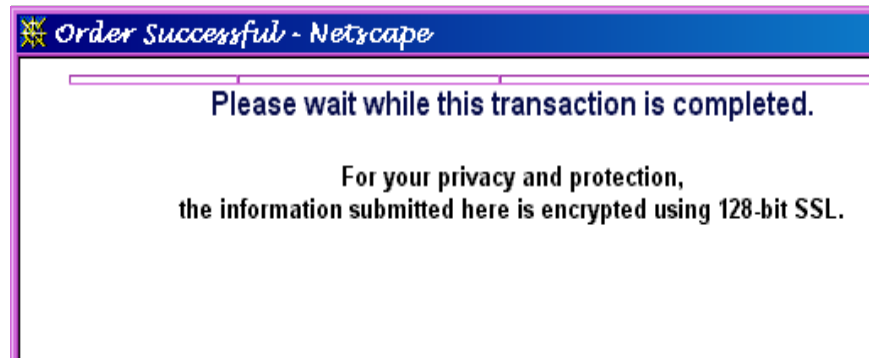 Order Successful - Netscape
Please wait while this transaction is completed.
For your privacy and protection,
the information submitted here is encrypted using 128-bit SSL.